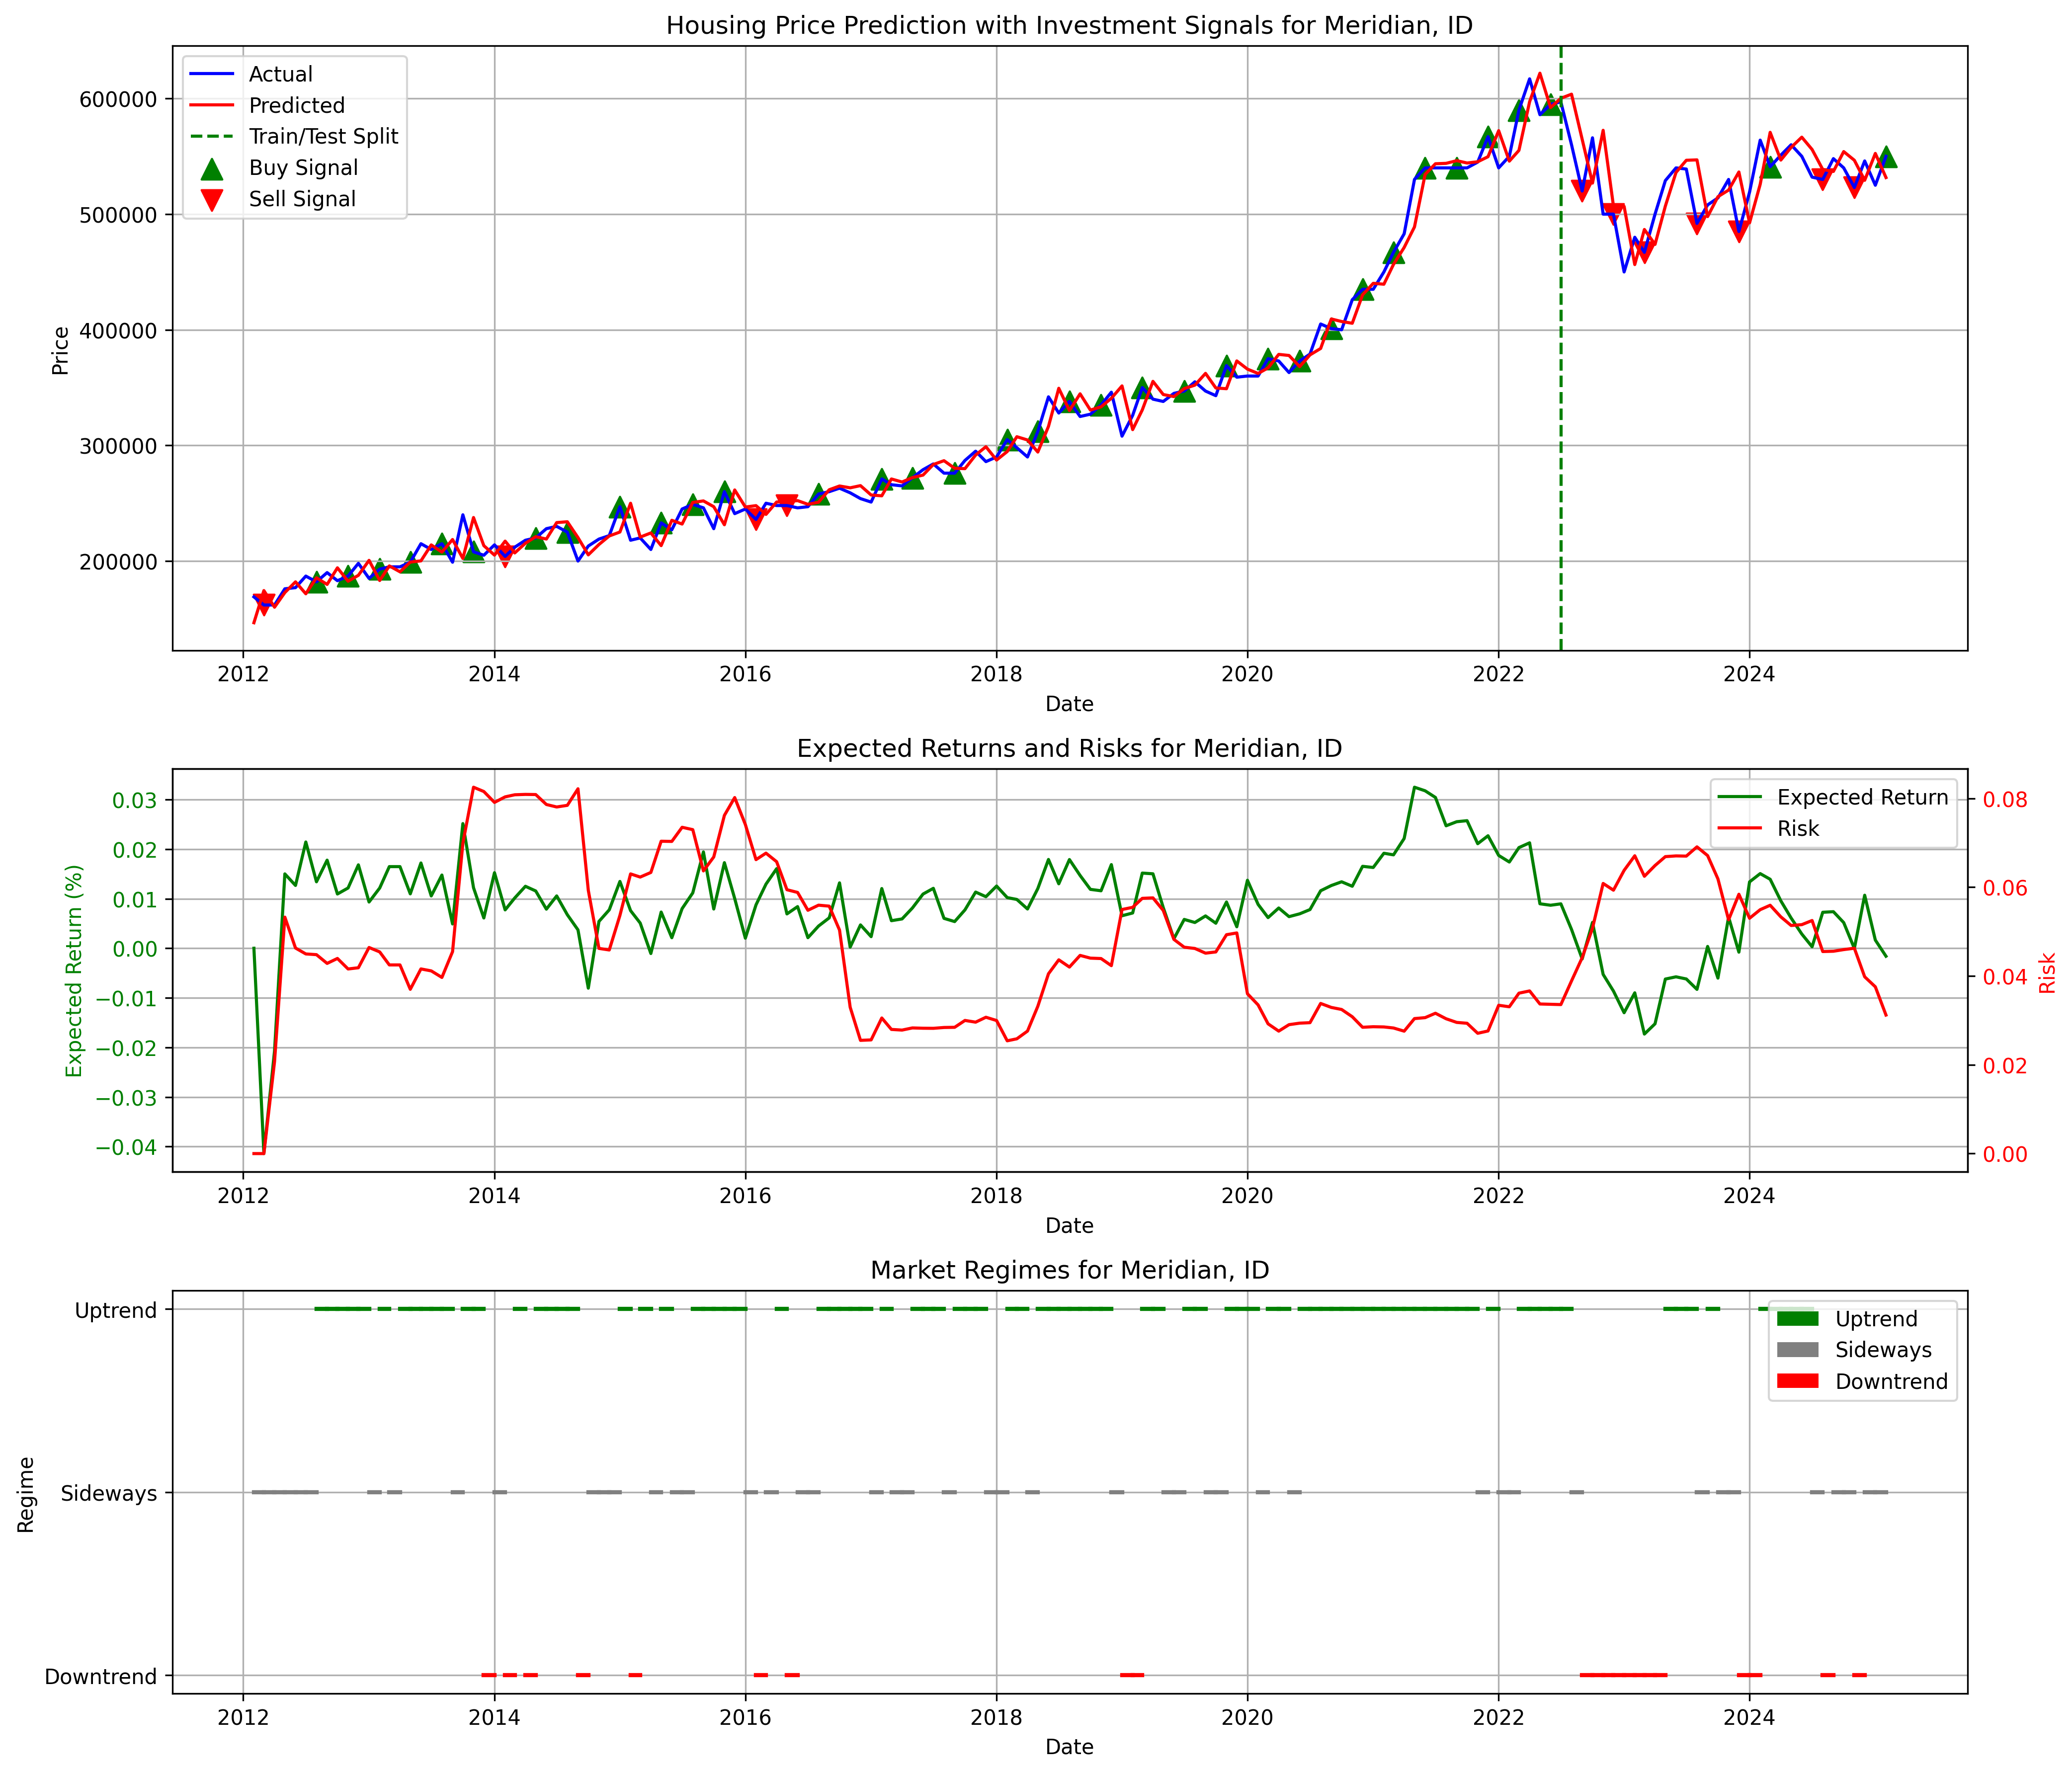 Housing Price Prediction with Investment Signals for Meridian, ID
Actual
Predicted
Train/Test Split
Buy Signal
Sell Signal
600000
500000
400000
300000
200000
Price
2012 2014 2016 2018 2020 2022 2024
Date
Expected Returns and Risks for Meridian, ID
Expected Return
Risk
0.03
0.02
0.01
0.00
−0.01
−0.02
−0.03
−0.04
Expected Return (%)
0.08
0.06
0.04
0.02
0.00
Risk
2012 2014 2016 2018 2020 2022 2024
Date
Market Regimes for Meridian, ID
Uptrend
Sideways
Downtrend
Uptrend
Sideways
Downtrend
Regime
2012 2014 2016 2018 2020 2022 2024
Date